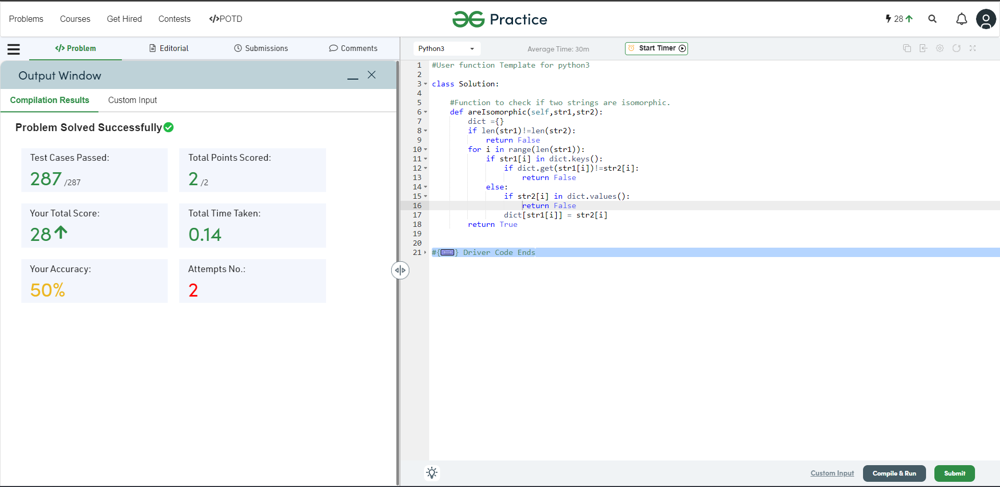 Problems Courses Get Hired Contests </>POTD
Practice
28
</> Problem Editorial Submissions Comments
Output Window
Compilation Results Custom Input
Problem Solved Successfully
Test Cases Passed:
287 /287
Total Points Scored:
2 /2
Your Total Score:
28
Total Time Taken:
0.14
Your Accuracy:
50%
Attempts No.:
2
Python3
Average Time: 30m
Start Timer
1 #User function Template for python3
2
3 class Solution:
4
5     #Function to check if two strings are isomorphic.
6     def areIsomorphic(self,str1,str2):
7         dict ={}
8         if len(str1)!=len(str2):
9             return False
10         for i in range(len(str1)):
11             if str1[i] in dict.keys():
12                 if dict.get(str1[i])!=str2[i]:
13                     return False
14             else:
15                 if str2[i] in dict.values():
16                     return False
17                 dict[str1[i]] = str2[i]
18         return True
19
20
21 #{} Driver Code Ends
Custom Input
Compile & Run
Submit